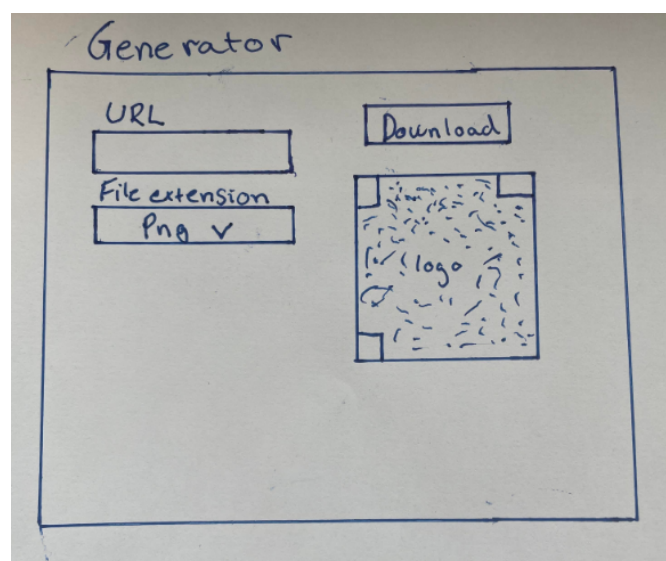 Generator
URL
Download
File extension
Png
logo